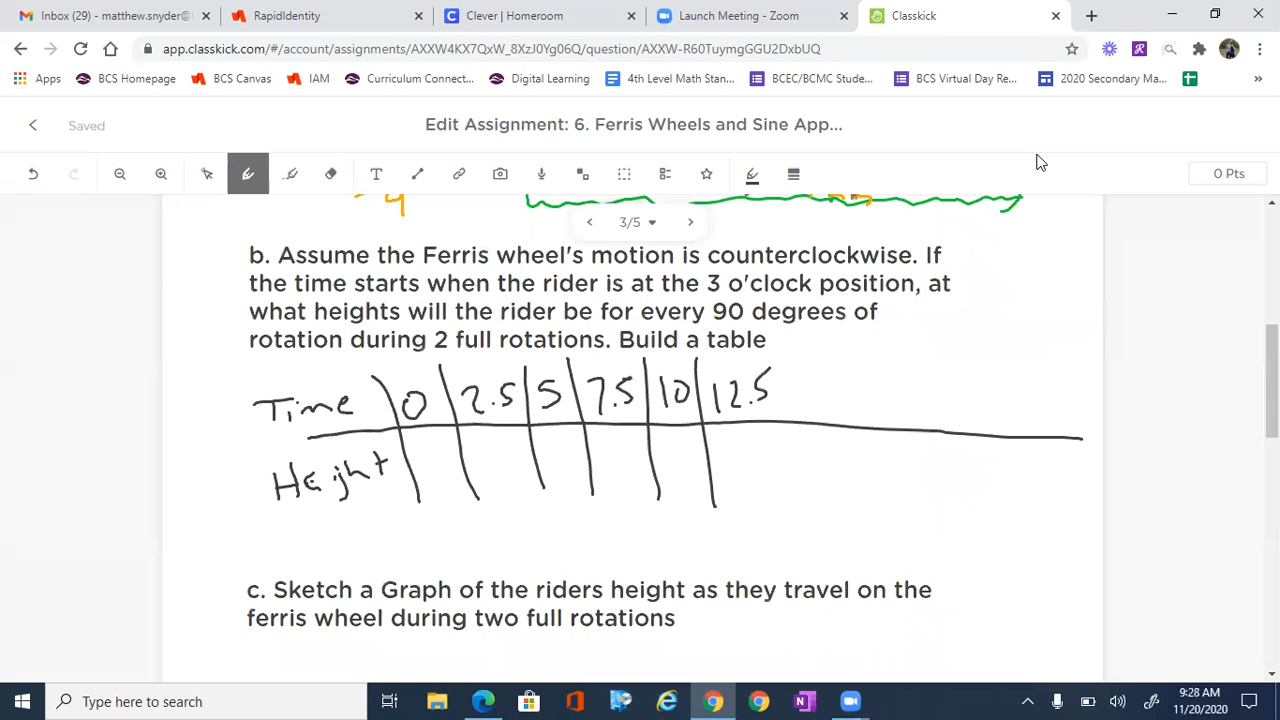 Inbox (29) - matthew.snyder@
RapidIdentity
Clever | Homeroom
Launch Meeting - Zoom
Classkick
app.classkick.com/#/account/assignments/AXXW4KX7QxW_8XzJ0Yg06Q/question/AXXW-R60TuymgGGU2DxbUQ
Apps
BCS Homepage
BCS Canvas
IAM
Curriculum Connect...
Digital Learning
4th Level Math Stan...
BCEC/BCMC Stude...
BCS Virtual Day Re...
2020 Secondary Ma...
Saved
Edit Assignment: 6. Ferris Wheels and Sine App...
0 Pts
3/5
b. Assume the Ferris wheel's motion is counterclockwise. If
the time starts when the rider is at the 3 o'clock position, at
what heights will the rider be for every 90 degrees of
rotation during 2 full rotations. Build a table
Time 0 2.5 5 7.5 10 12.5
Height
c. Sketch a Graph of the riders height as they travel on the
ferris wheel during two full rotations
Type here to search
9:28 AM
11/20/2020